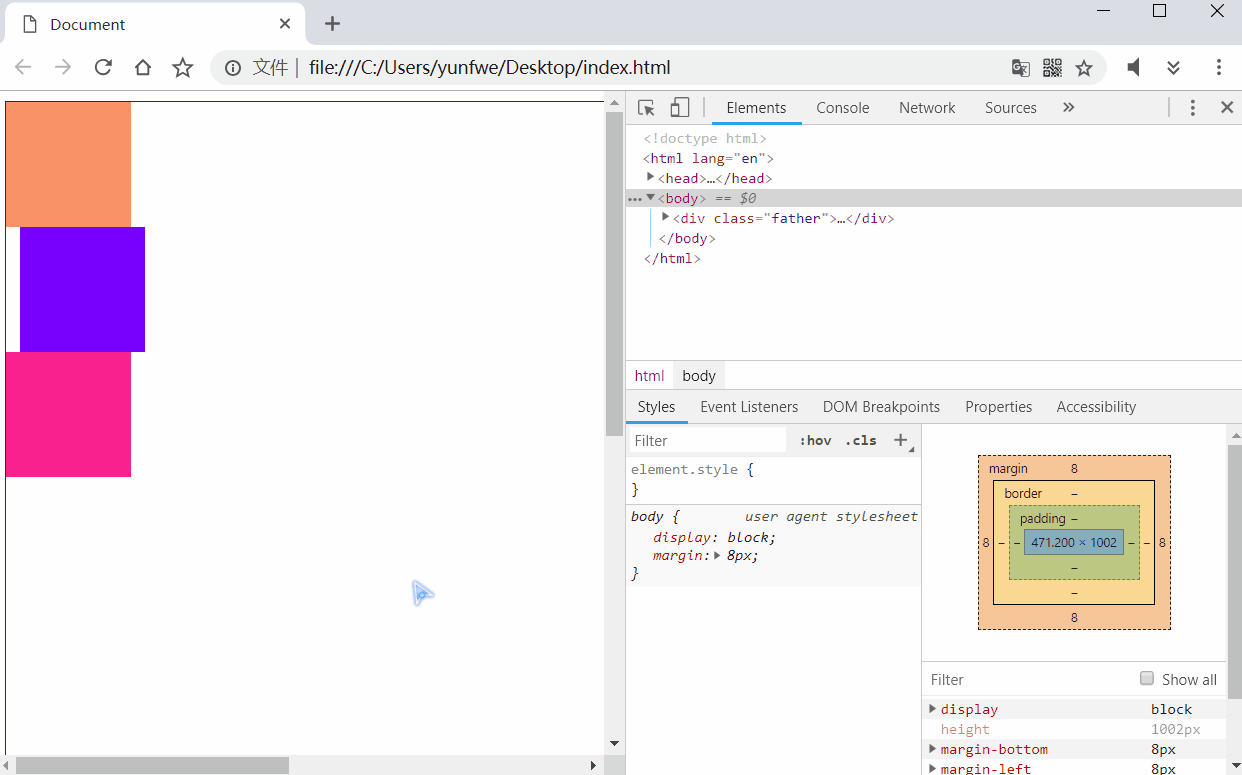 Document
文件 | file:///C:/Users/yunfwe/Desktop/index.html
Elements Console Network Sources »
<!doctype html>
<html lang="en">
<head>…</head>
<body> == $0
<div class="father">…</div>
</body>
</html>
html body
Styles Event Listeners DOM Breakpoints Properties Accessibility
Filter :hov .cls +
element.style {
}
body { user agent stylesheet
display: block;
margin: 8px;
}
margin 8
border –
padding –
8 – – 471.200 × 1002 – – 8
–
–
8
Filter Show all
display block
height 1002px
margin-bottom 8px
margin-left 8px